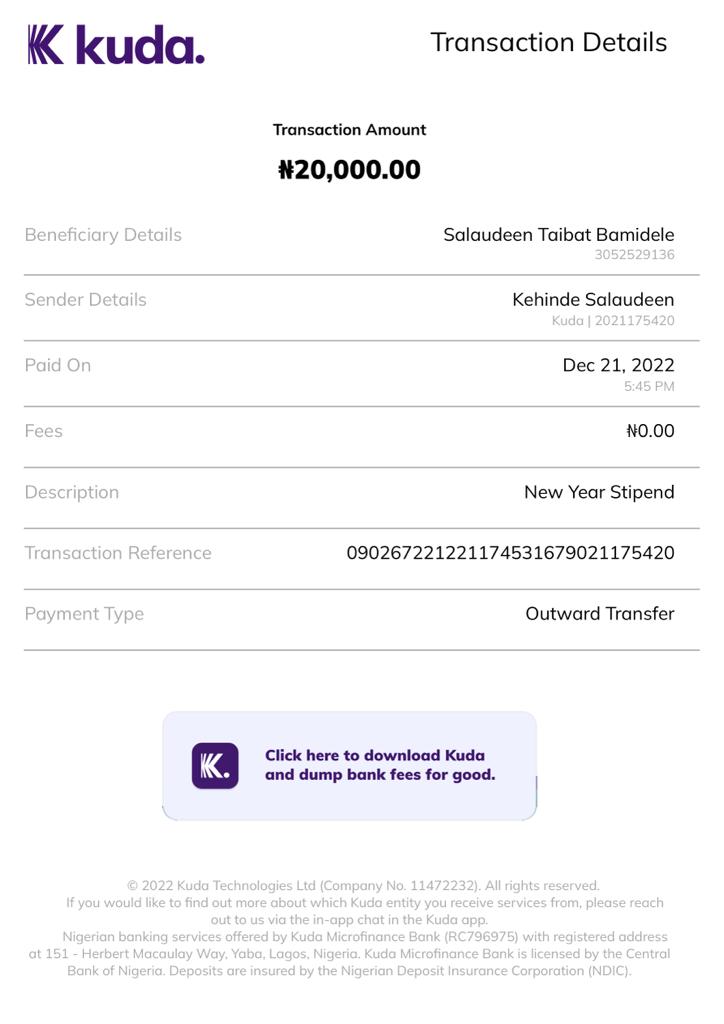 kuda.
Transaction Details
Transaction Amount
₦20,000.00
Beneficiary Details
Salaudeen Taibat Bamidele
3052529136
Sender Details
Kehinde Salaudeen
Kuda | 2021175420
Paid On
Dec 21, 2022
5:45 PM
Fees
₦0.00
Description
New Year Stipend
Transaction Reference
090267221221174531679021175420
Payment Type
Outward Transfer
K.
Click here to download Kuda
and dump bank fees for good.
© 2022 Kuda Technologies Ltd (Company No. 11472232). All rights reserved.
If you would like to find out more about which Kuda entity you receive services from, please reach
out to us via the in-app chat in the Kuda app.
Nigerian banking services offered by Kuda Microfinance Bank (RC796975) with registered address
at 151 - Herbert Macaulay Way, Yaba, Lagos, Nigeria. Kuda Microfinance Bank is licensed by the Central
Bank of Nigeria. Deposits are insured by the Nigerian Deposit Insurance Corporation (NDIC).